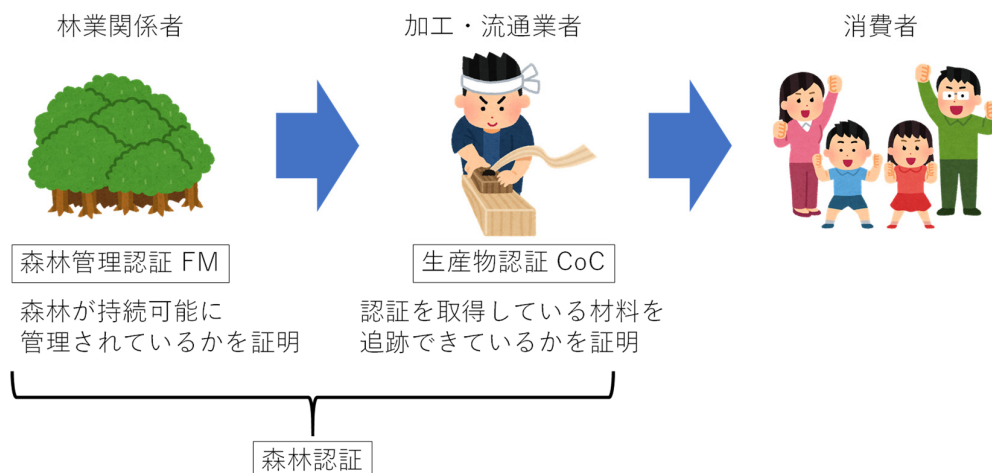 林業関係者
加工・流通業者
消費者
森林管理認証 FM
生産物認証 CoC
森林が持続可能に
管理されているかを証明
認証を取得している材料を
追跡できているかを証明
森林認証